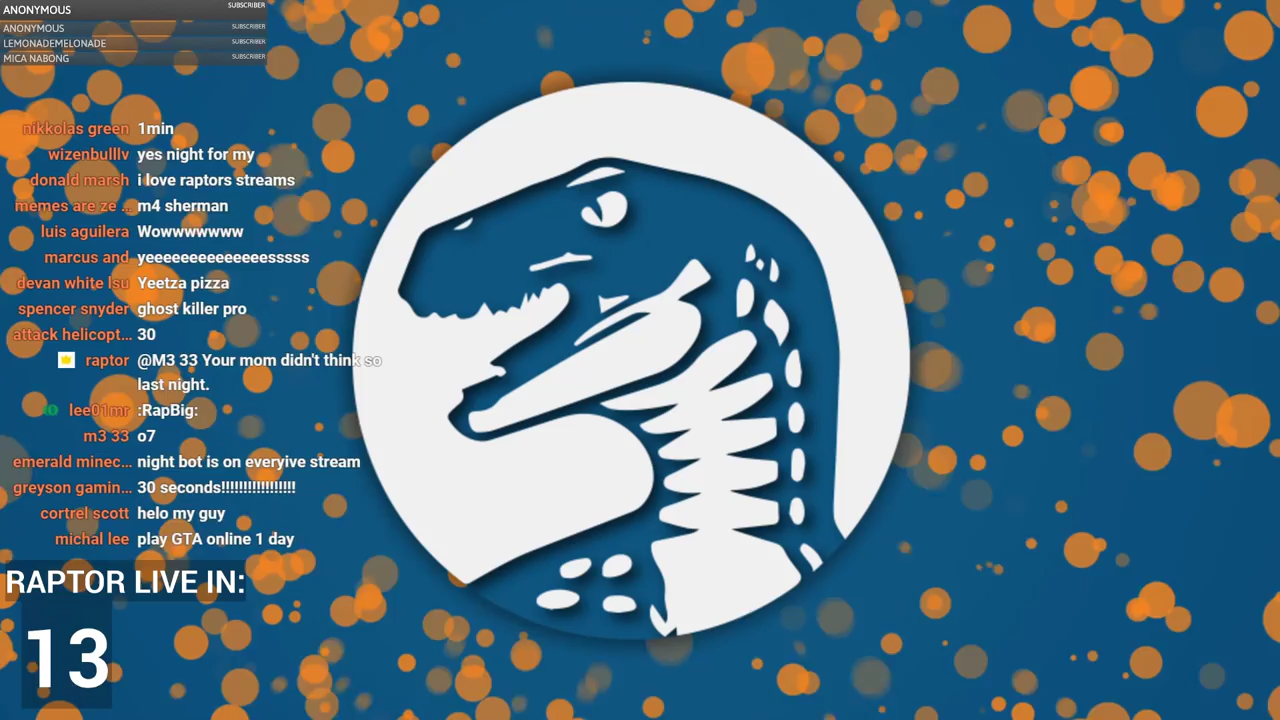 ANONYMOUS SUBSCRIBER
ANONYMOUS SUBSCRIBER
LEMONADEMELONADE SUBSCRIBER
MICA NABONG SUBSCRIBER
nikkolas green 1min
wizenbulllv yes night for my
donald marsh i love raptors streams
memes are ze ... m4 sherman
luis aguilera Wowwwwwww
marcus and yeeeeeeeeeeeeeesssss
devan white lsu Yeetza pizza
spencer snyder ghost killer pro
attack helicopt... 30
raptor @M3 33 Your mom didn't think so
last night.
lee01mr :RapBig:
m3 33 o7
emerald minec... night bot is on everyive stream
greyson gamin... 30 seconds!!!!!!!!!!!!!!!!!
cortrel scott helo my guy
michal lee play GTA online 1 day
RAPTOR LIVE IN:
13